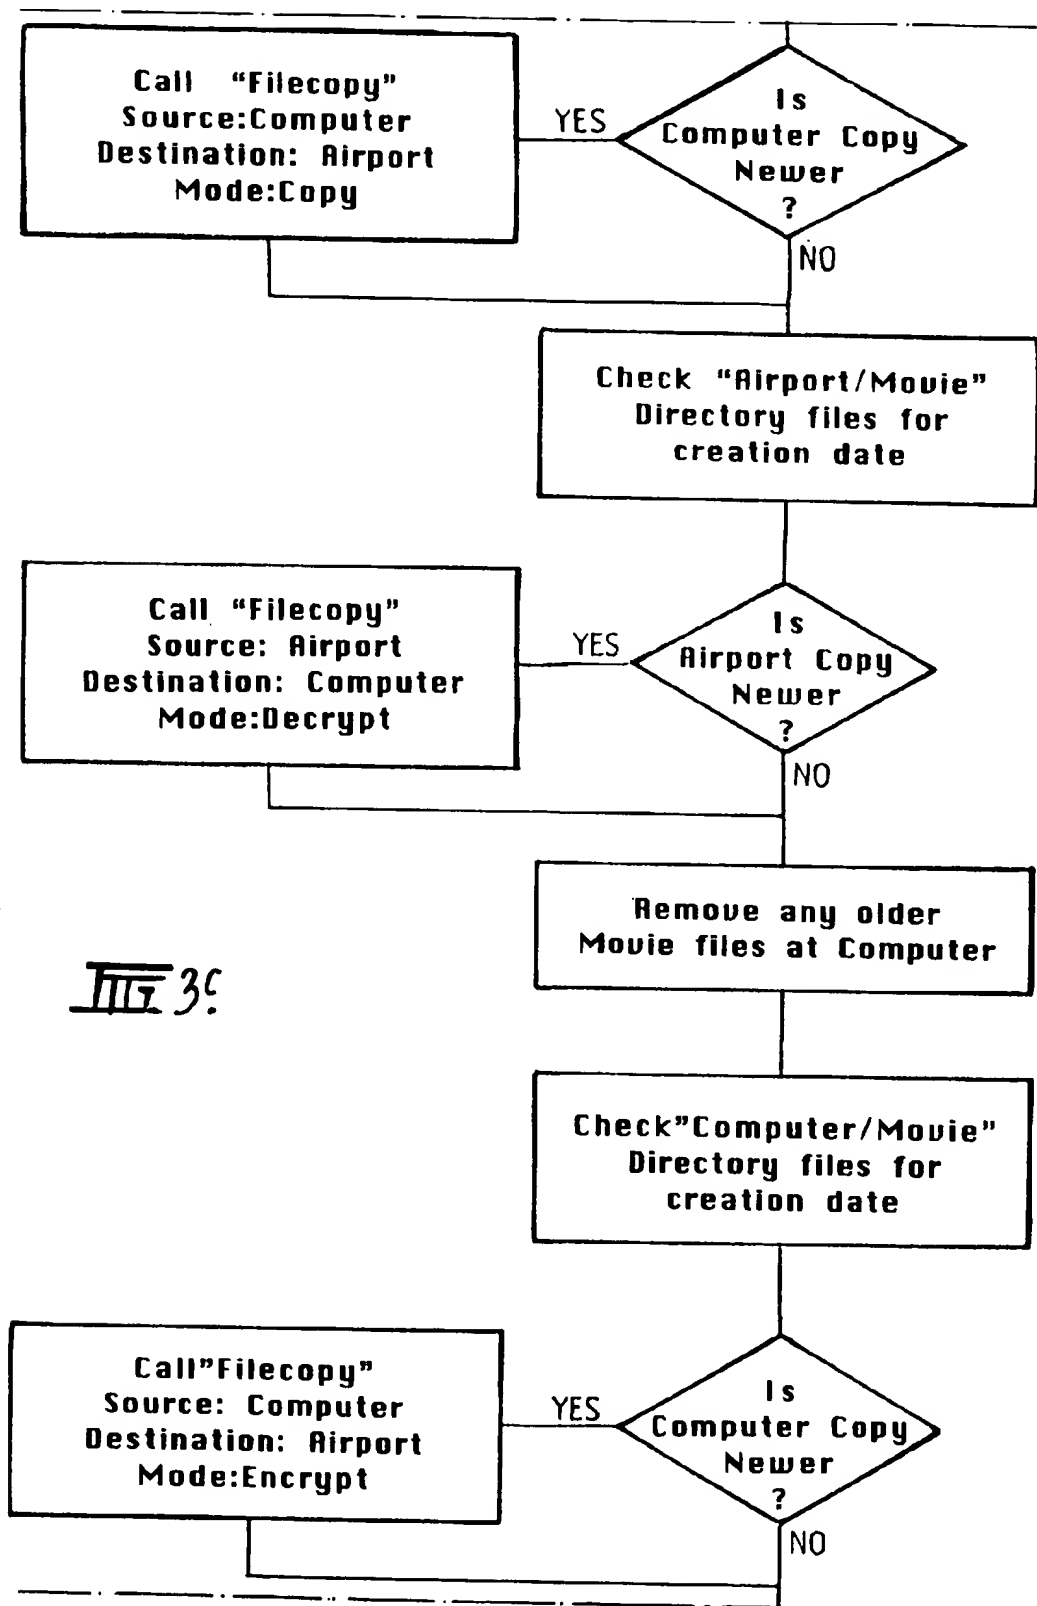 Call "Filecopy"
Source:Computer
Destination: Airport
Mode:Copy
YES
Is
Computer Copy
Newer
?
NO
Check "Airport/Movie"
Directory files for
creation date
Call "Filecopy"
Source: Airport
Destination: Computer
Mode:Decrypt
YES
Is
Airport Copy
Newer
?
NO
Remove any older
Movie files at Computer
FIG 3c
Check"Computer/Movie"
Directory files for
creation date
Call"Filecopy"
Source: Computer
Destination: Airport
Mode:Encrypt
YES
Is
Computer Copy
Newer
?
NO